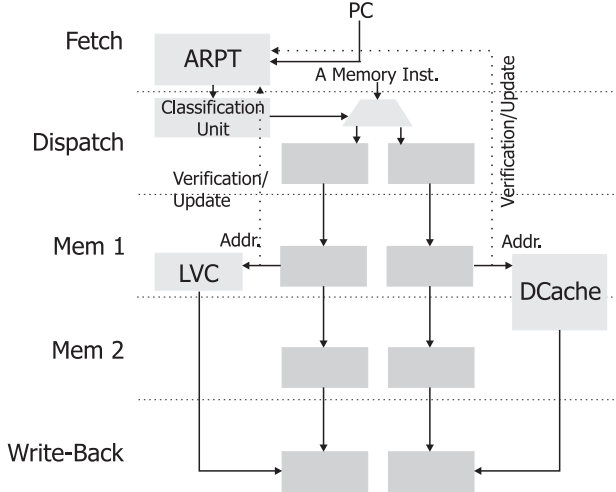 PC
Fetch
ARPT
A Memory Inst.
Classification
Unit
Dispatch
Verification/
Update
Verification/Update
Mem 1
Addr.
Addr.
LVC
DCache
Mem 2
Write-Back